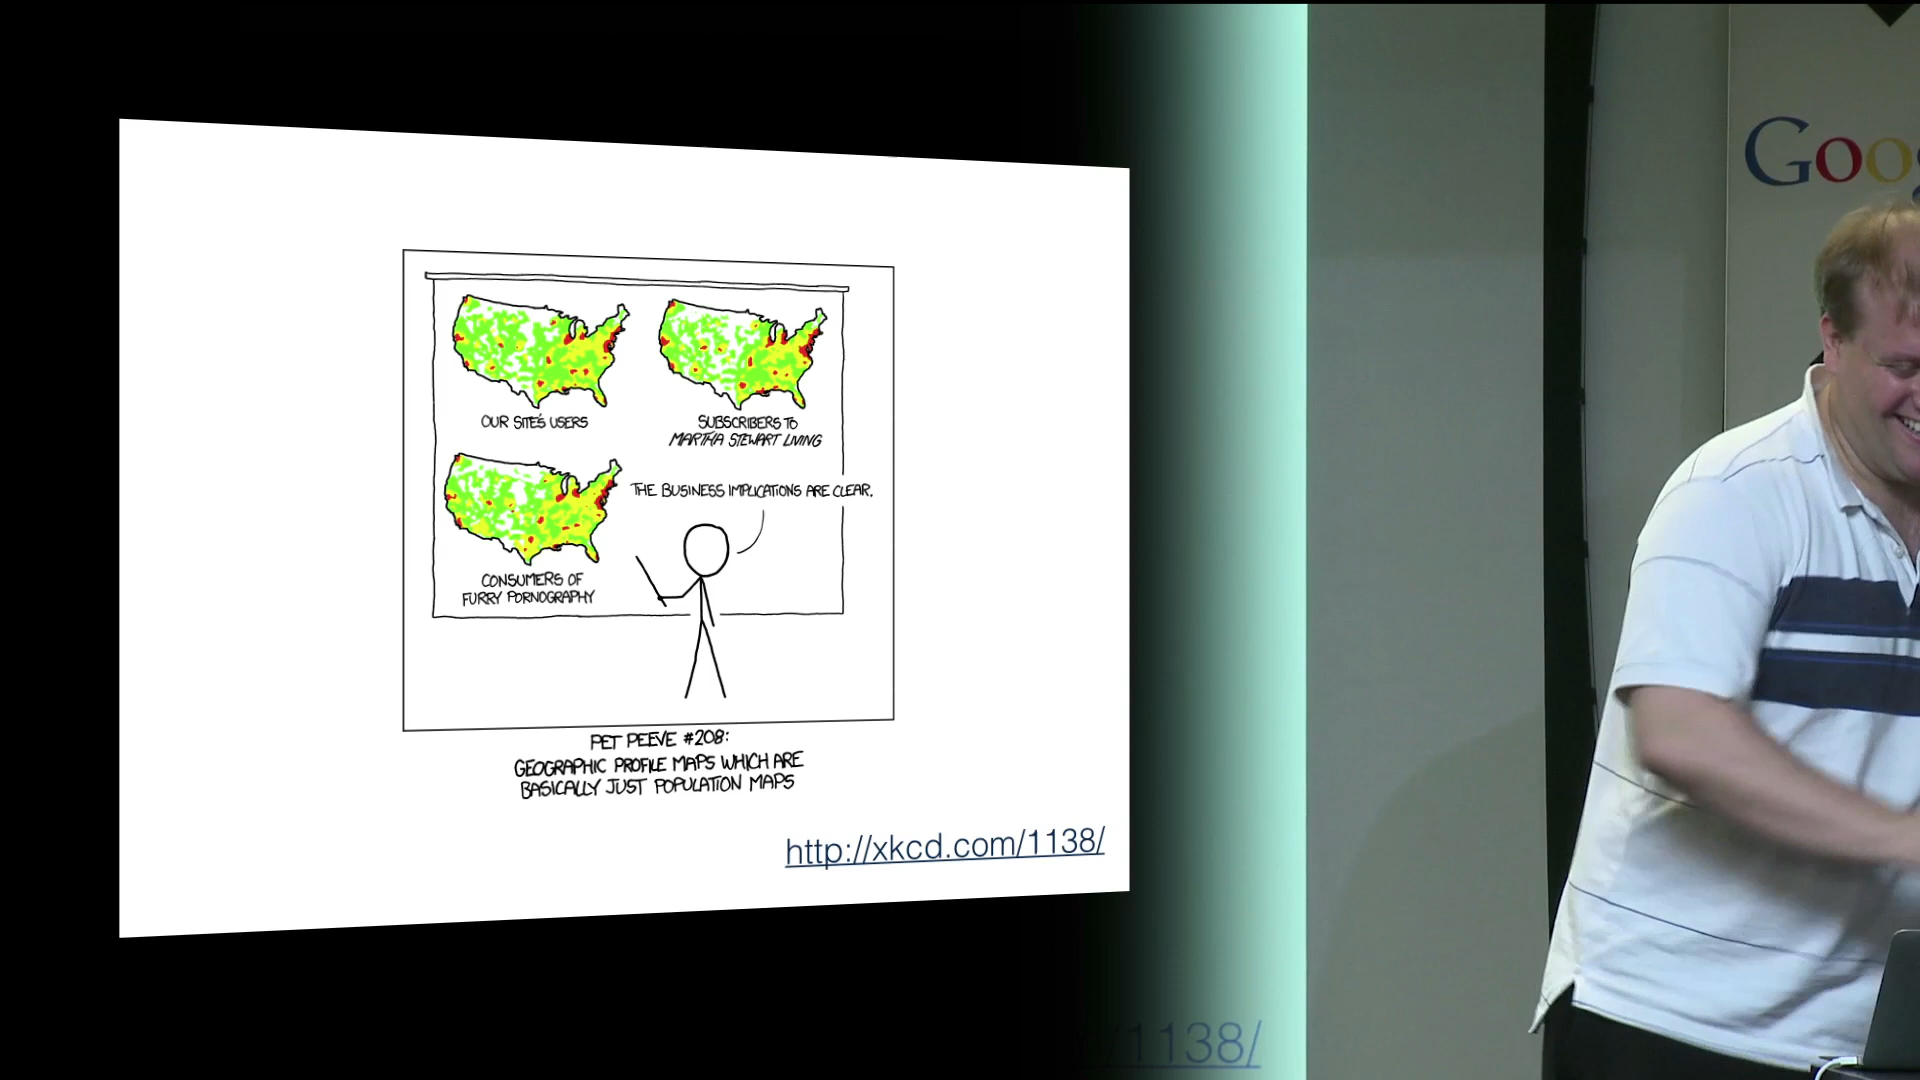 OUR SITE'S USERS
SUBSCRIBERS TO
MARTHA STEWART LIVING
THE BUSINESS IMPLICATIONS ARE CLEAR.
CONSUMERS OF
FURRY PORNOGRAPHY
PET PEEVE #208:
GEOGRAPHIC PROFILE MAPS WHICH ARE
BASICALLY JUST POPULATION MAPS
http://xkcd.com/1138/
/1138/
Goo